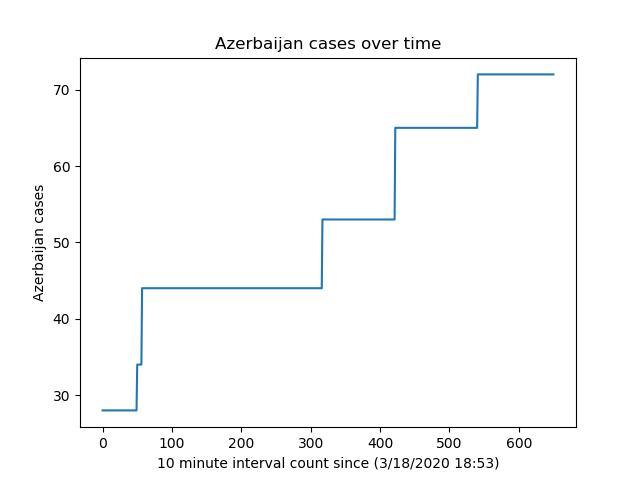 Azerbaijan cases over time
70
60
50
40
30
Azerbaijan cases
0 100 200 300 400 500 600
10 minute interval count since (3/18/2020 18:53)